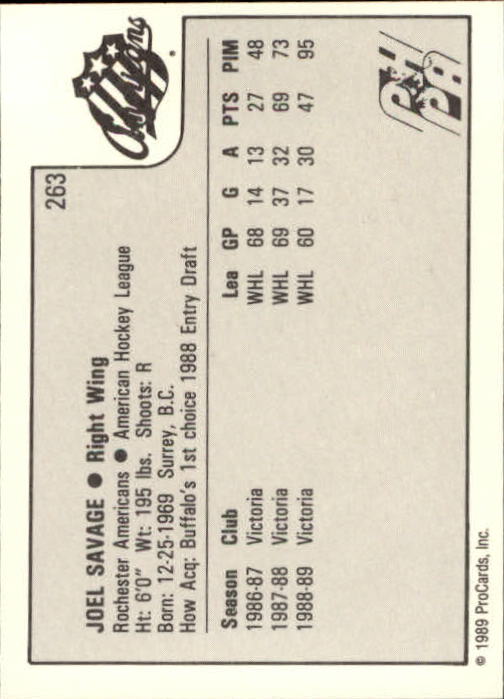 263
Americans
JOEL SAVAGE ● Right Wing
Rochester Americans ● American Hockey League
Ht: 6'0" Wt: 195 lbs. Shoots: R
Born: 12-25-1969 Surrey, B.C.
How Acq: Buffalo's 1st choice 1988 Entry Draft
Season Club Lea GP G A PTS PIM
1986-87 Victoria WHL 68 14 13 27 48
1987-88 Victoria WHL 69 37 32 69 73
1988-89 Victoria WHL 60 17 30 47 95
© 1989 ProCards, Inc.